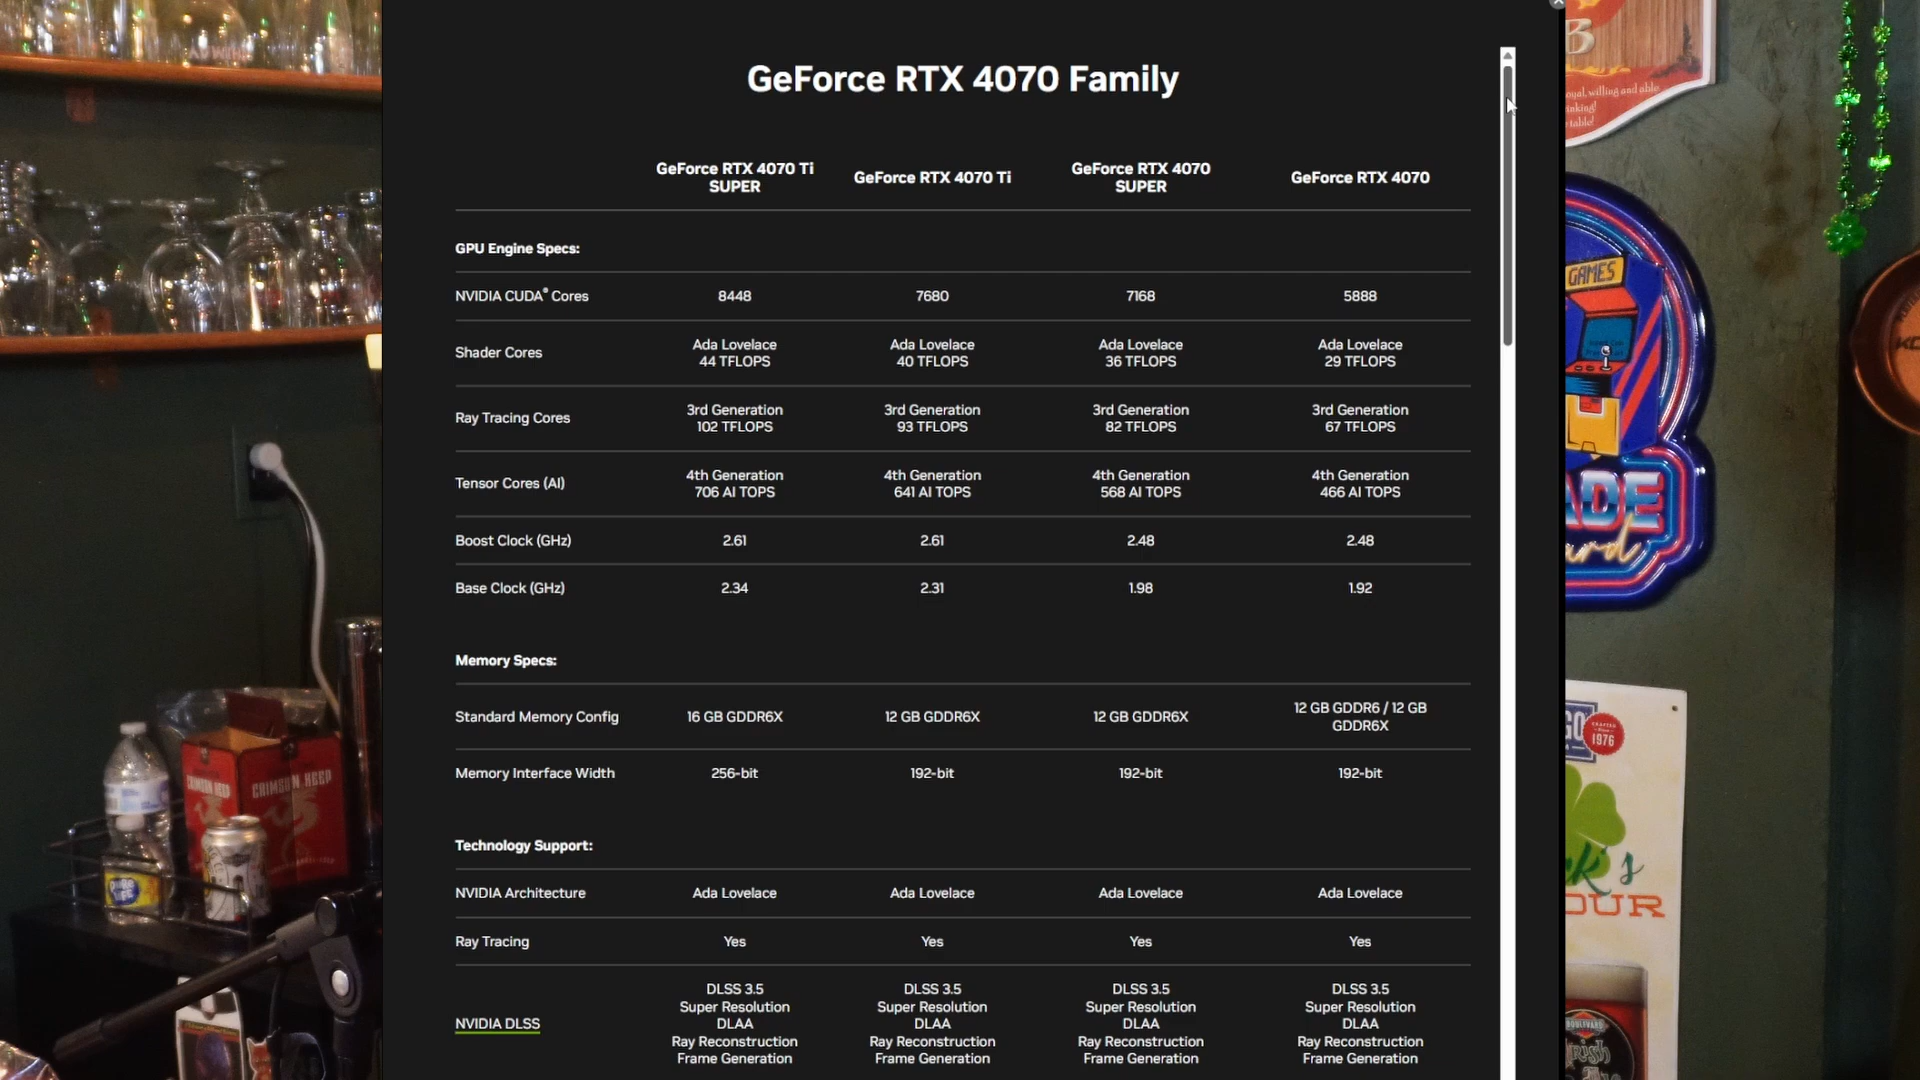 GeForce RTX 4070 Family
GeForce RTX 4070 Ti SUPER
GeForce RTX 4070 Ti
GeForce RTX 4070 SUPER
GeForce RTX 4070
GPU Engine Specs:
NVIDIA CUDA® Cores 8448 7680 7168 5888
Shader Cores
Ada Lovelace Ada Lovelace Ada Lovelace Ada Lovelace
44 TFLOPS 40 TFLOPS 36 TFLOPS 29 TFLOPS
Ray Tracing Cores
3rd Generation 3rd Generation 3rd Generation 3rd Generation
102 TFLOPS 93 TFLOPS 82 TFLOPS 67 TFLOPS
Tensor Cores (AI)
4th Generation 4th Generation 4th Generation 4th Generation
706 AI TOPS 641 AI TOPS 568 AI TOPS 466 AI TOPS
Boost Clock (GHz) 2.61 2.61 2.48 2.48
Base Clock (GHz) 2.34 2.31 1.98 1.92
Memory Specs:
Standard Memory Config 16 GB GDDR6X 12 GB GDDR6X 12 GB GDDR6X 12 GB GDDR6 / 12 GB
GDDR6X
Memory Interface Width 256-bit 192-bit 192-bit 192-bit
Technology Support:
NVIDIA Architecture Ada Lovelace Ada Lovelace Ada Lovelace Ada Lovelace
Ray Tracing Yes Yes Yes Yes
NVIDIA DLSS
DLSS 3.5 DLSS 3.5 DLSS 3.5 DLSS 3.5
Super Resolution Super Resolution Super Resolution Super Resolution
DLAA DLAA DLAA DLAA
Ray Reconstruction Ray Reconstruction Ray Reconstruction Ray Reconstruction
Frame Generation Frame Generation Frame Generation Frame Generation
willing and able
table!
GAMES
CRAFTED
1976
CRIMSON HEEP
CRIMSON HEEP
BOULEVARD